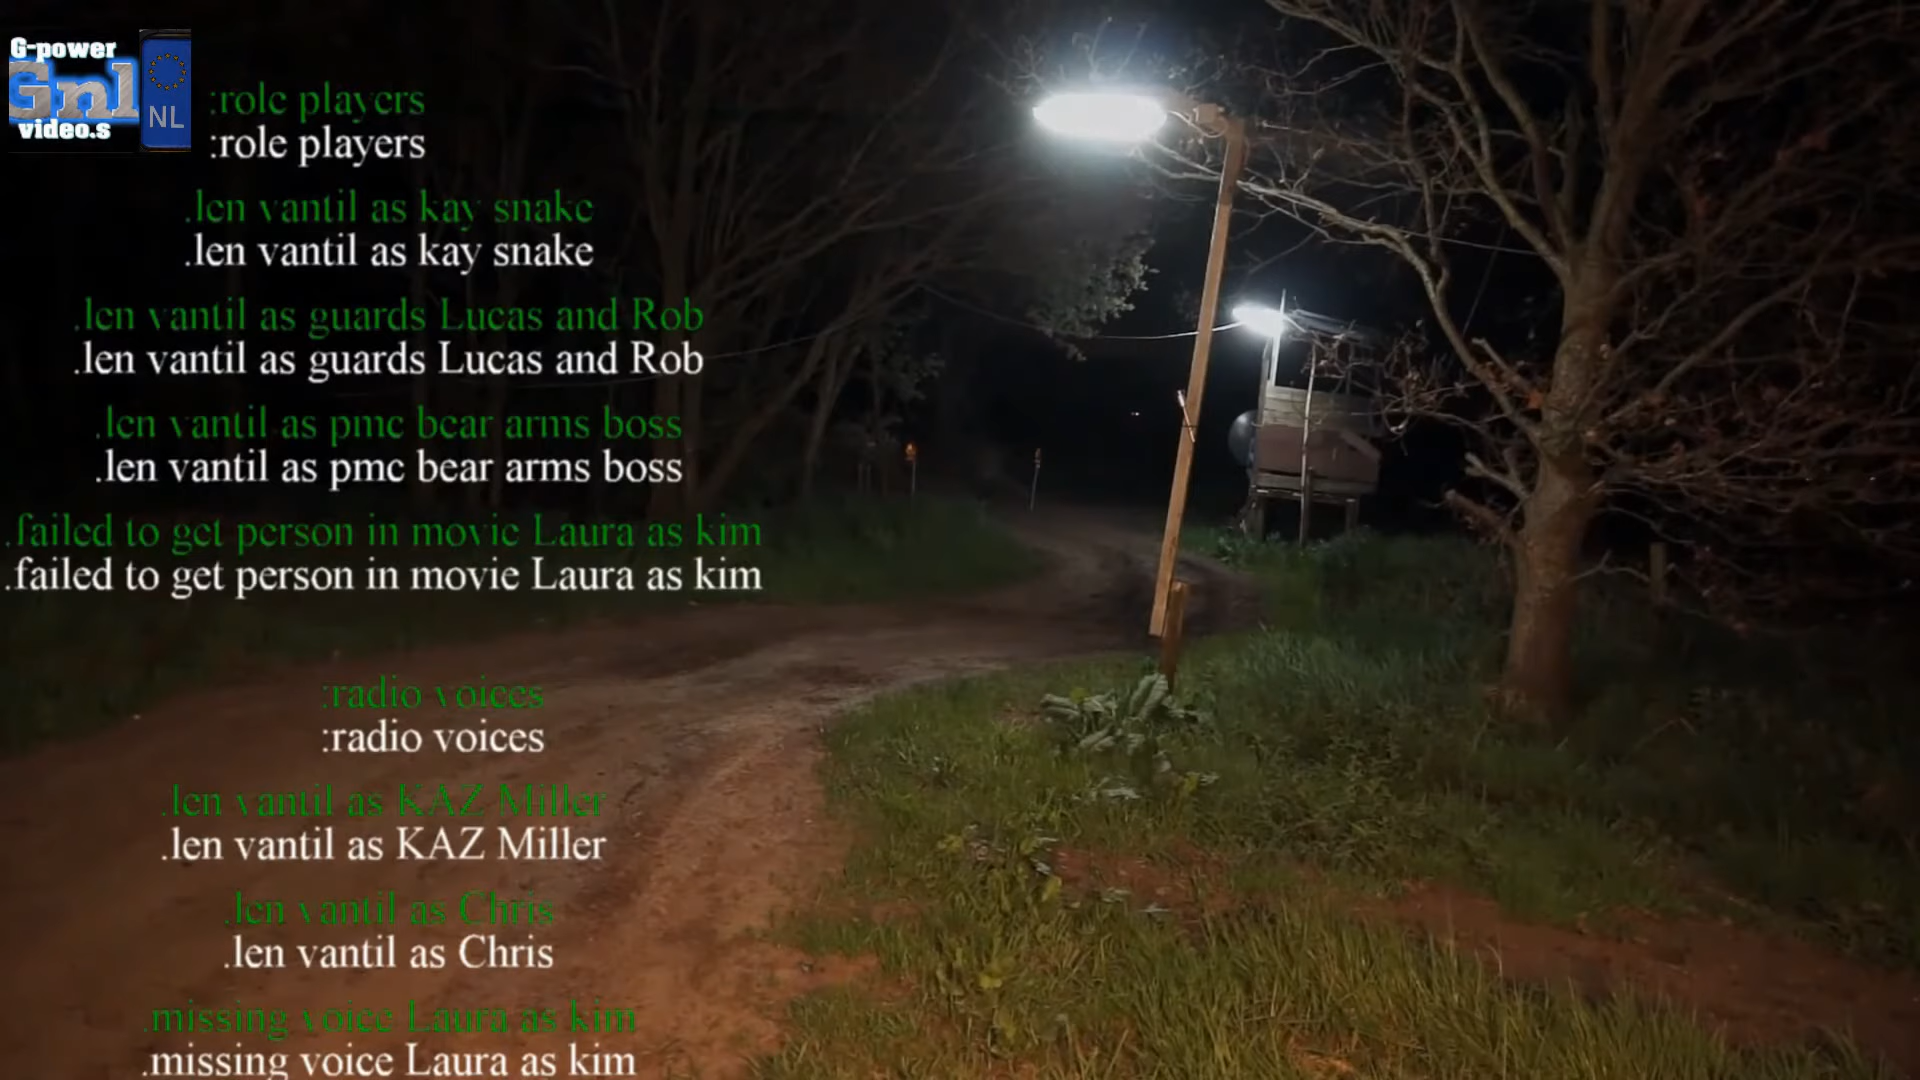 G-power
Gnl
video.s
NL
:role players
:role players
.len vantil as kay snake
.len vantil as kay snake
.len vantil as guards Lucas and Rob
.len vantil as guards Lucas and Rob
.len vantil as pmc bear arms boss
.len vantil as pmc bear arms boss
.failed to get person in movie Laura as kim
.failed to get person in movie Laura as kim
:radio voices
:radio voices
.len vantil as KAZ Miller
.len vantil as KAZ Miller
.len vantil as Chris
.len vantil as Chris
.missing voice Laura as kim
.missing voice Laura as kim